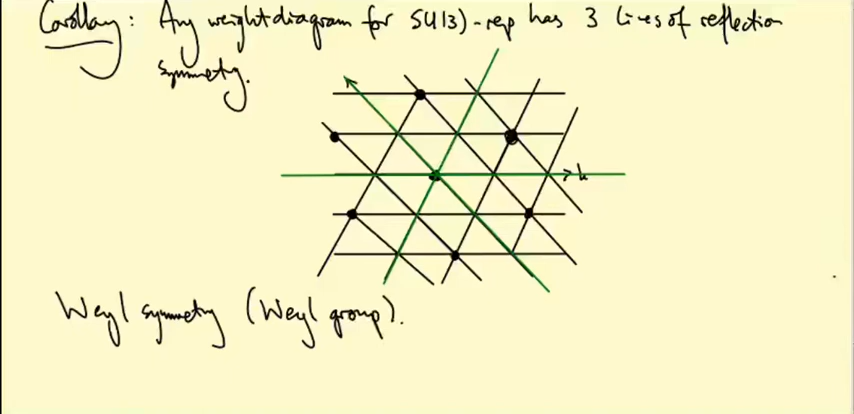 Corollary: Any weight diagram for SU(3)-rep has 3 lines of reflection
symmetry.
Weyl symmetry (Weyl group).